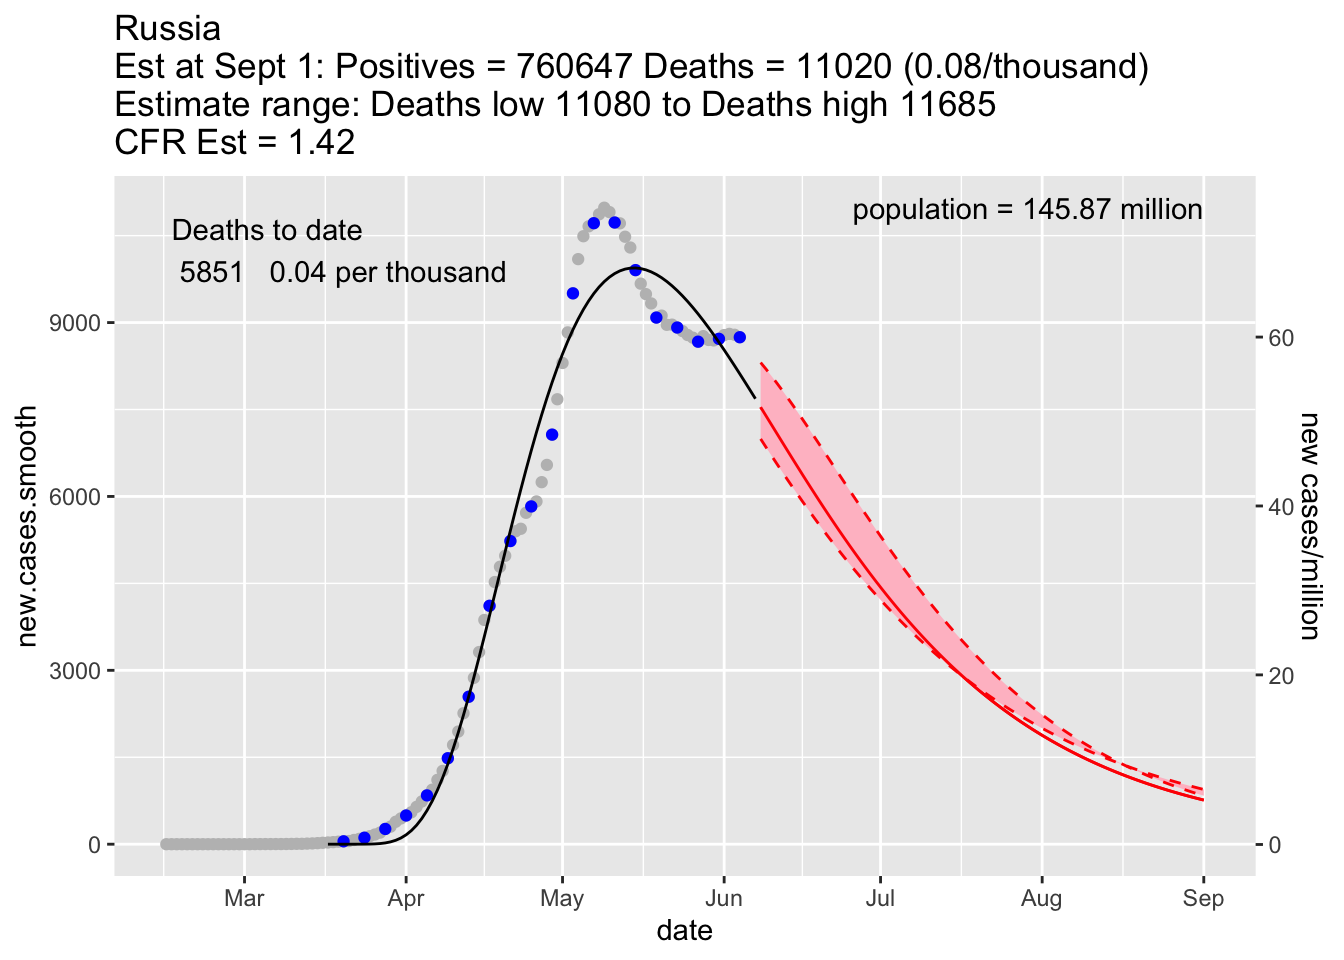 Russia
Est at Sept 1: Positives = 760647 Deaths = 11020 (0.08/thousand)
Estimate range: Deaths low 11080 to Deaths high 11685
CFR Est = 1.42
Deaths to date
5851 0.04 per thousand
population = 145.87 million
new.cases.smooth
9000
6000
3000
0
60
40
20
0
new cases/million
Mar Apr May Jun Jul Aug Sep
date